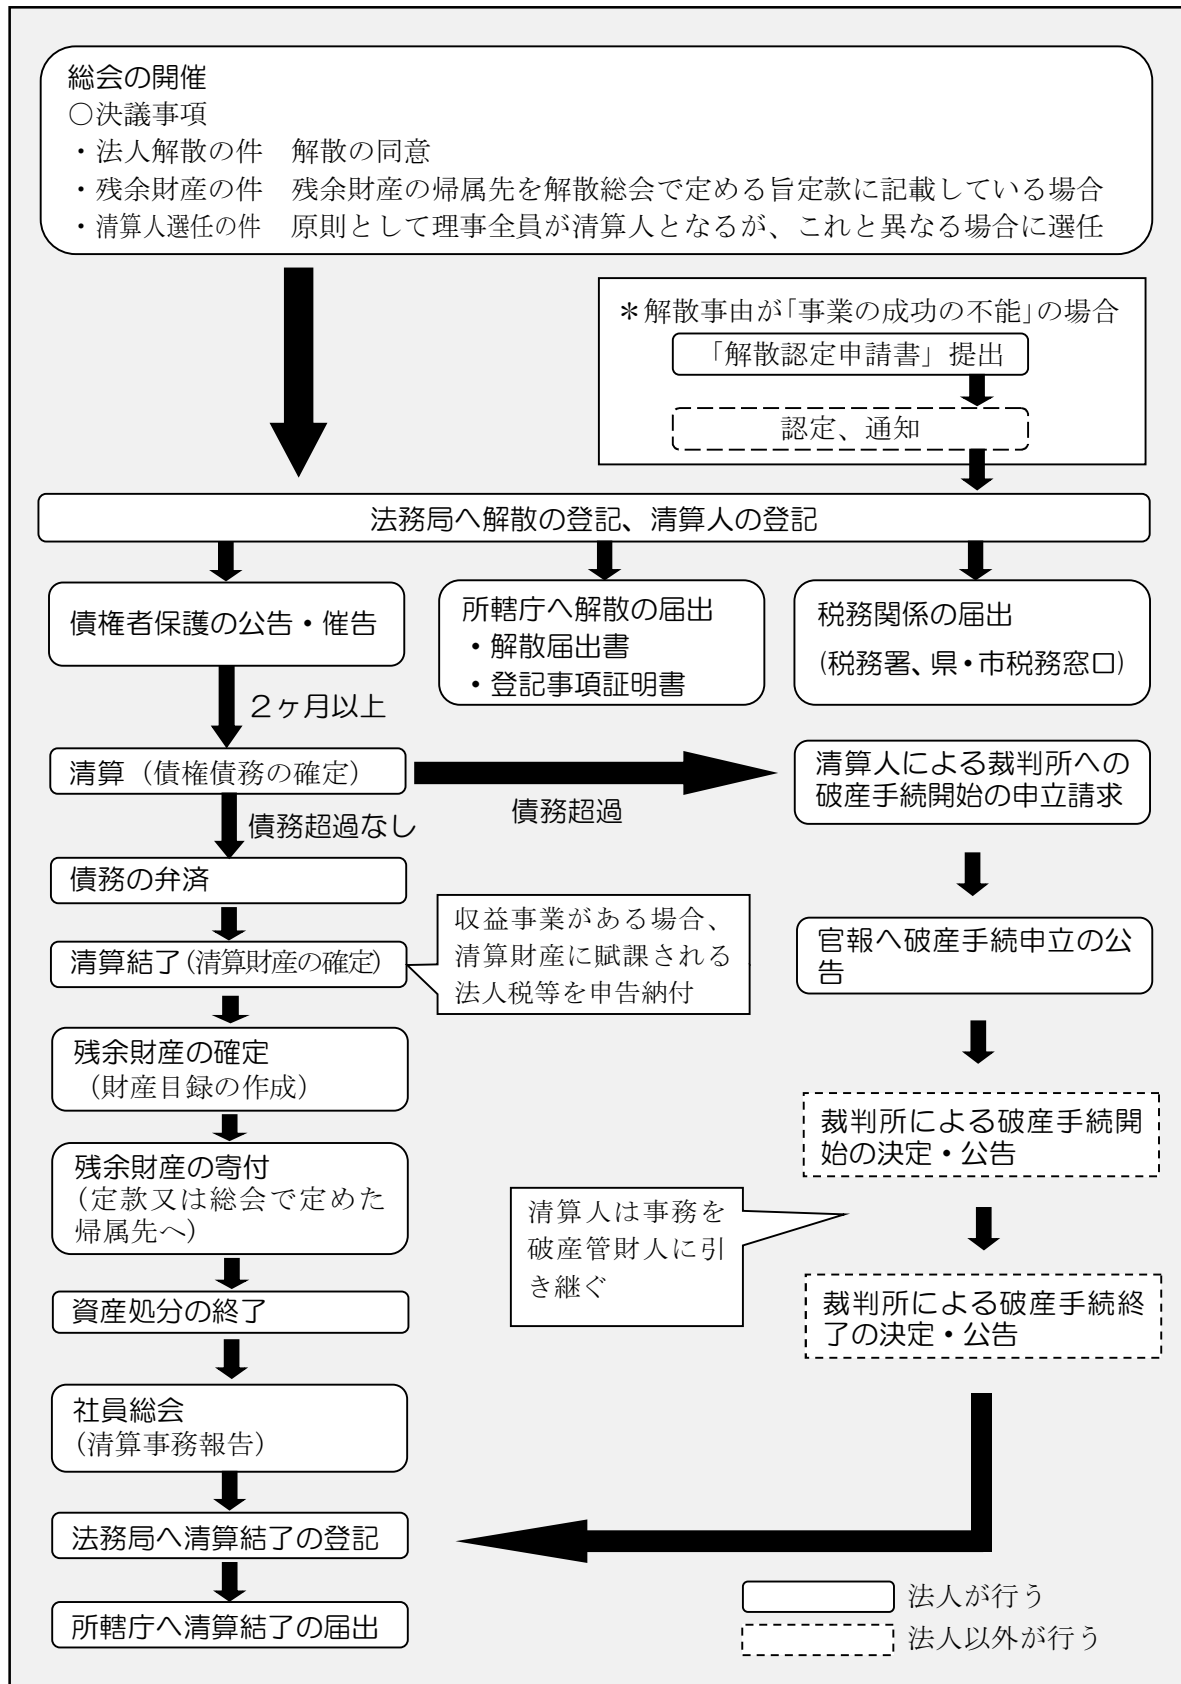 総会の開催
○決議事項
・法人解散の件　解散の同意
・残余財産の件　残余財産の帰属先を解散総会で定める旨定款に記載している場合
・清算人選任の件　原則として理事全員が清算人となるが、これと異なる場合に選任
＊解散事由が「事業の成功の不能」の場合
「解散認定申請書」提出
認定、通知
法務局へ解散の登記、清算人の登記
債権者保護の公告・催告
所轄庁へ解散の届出
・解散届出書
・登記事項証明書
税務関係の届出
(税務署、県・市税務窓口)
２ヶ月以上
清算（債権債務の確定）
債務超過
清算人による裁判所への
破産手続開始の申立請求
債務超過なし
債務の弁済
収益事業がある場合、
清算財産に賦課される
法人税等を申告納付
清算結了(清算財産の確定)
官報へ破産手続申立の公
告
残余財産の確定
（財産目録の作成）
裁判所による破産手続開
始の決定・公告
残余財産の寄付
（定款又は総会で定めた
帰属先へ）
清算人は事務を
破産管財人に引
き継ぐ
資産処分の終了
裁判所による破産手続終
了の決定・公告
社員総会
（清算事務報告）
法務局へ清算結了の登記
所轄庁へ清算結了の届出
法人が行う
法人以外が行う